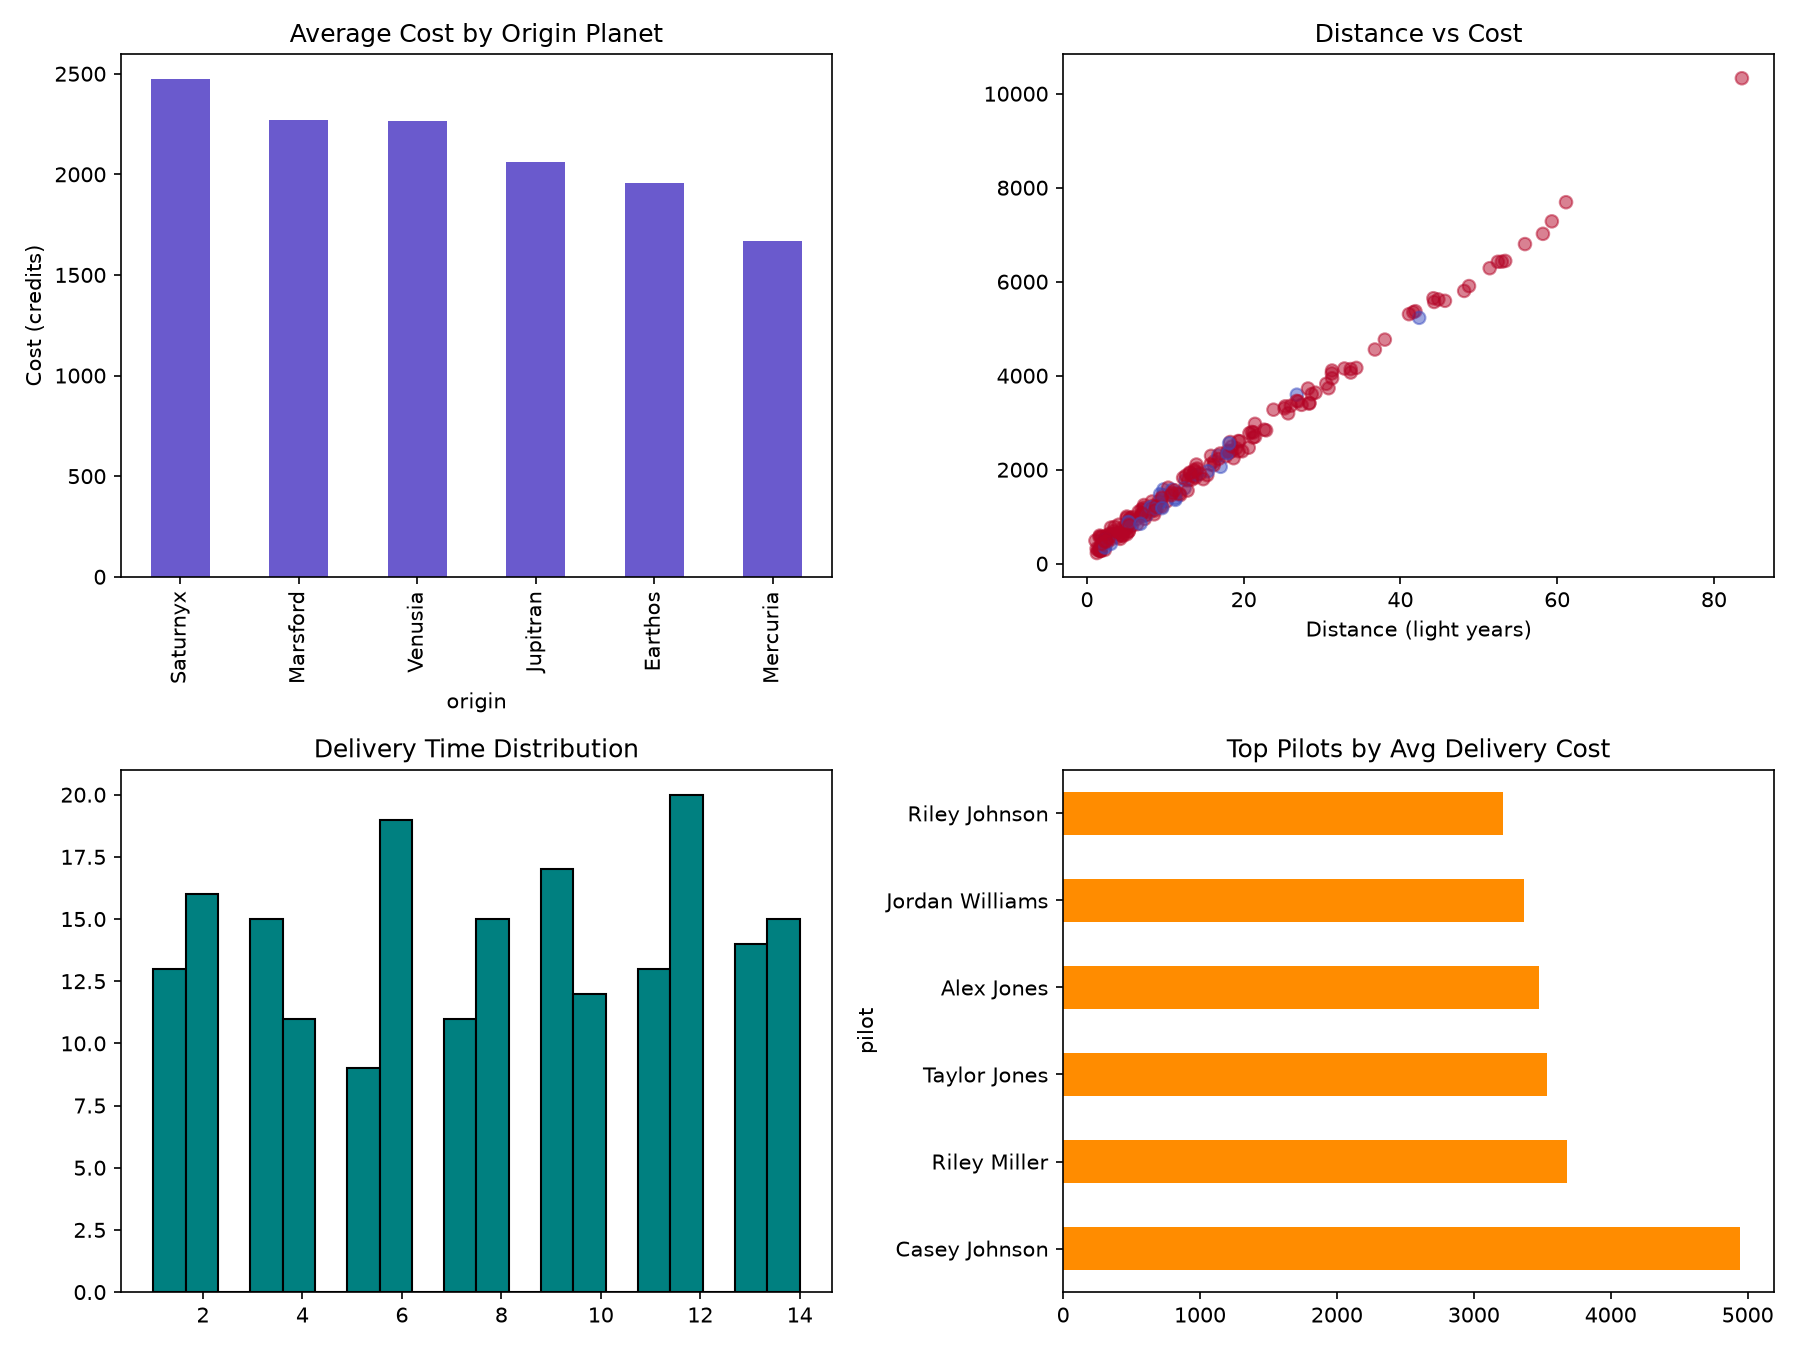 Average Cost by Origin Planet
Cost (credits)
2500
2000
1500
1000
500
0
Saturnyx
Marsford
Venusia
Jupitran
Earthos
Mercuria
origin
Distance vs Cost
10000
8000
6000
4000
2000
0
0 20 40 60 80
Distance (light years)
Delivery Time Distribution
20.0
17.5
15.0
12.5
10.0
7.5
5.0
2.5
0.0
2 4 6 8 10 12 14
Top Pilots by Avg Delivery Cost
pilot
Riley Johnson
Jordan Williams
Alex Jones
Taylor Jones
Riley Miller
Casey Johnson
0 1000 2000 3000 4000 5000